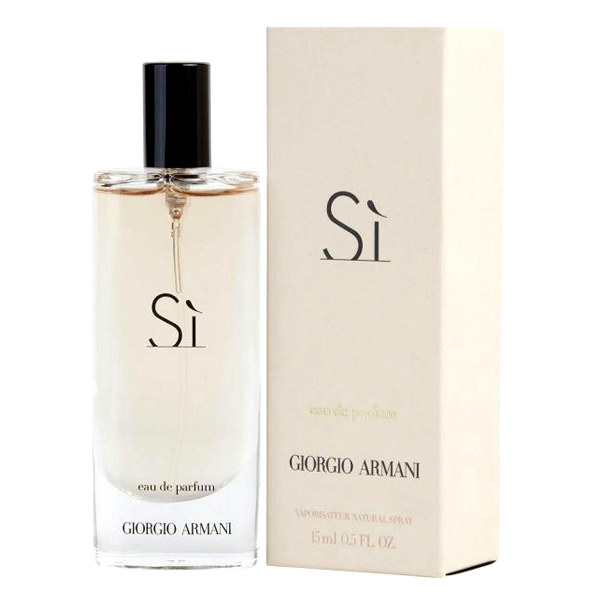 Sì
eau de parfum
GIORGIO ARMANI
Sì
eau de parfum
GIORGIO ARMANI
VAPORISATEUR NATURAL SPRAY
15 ml 0.5 FL. OZ.